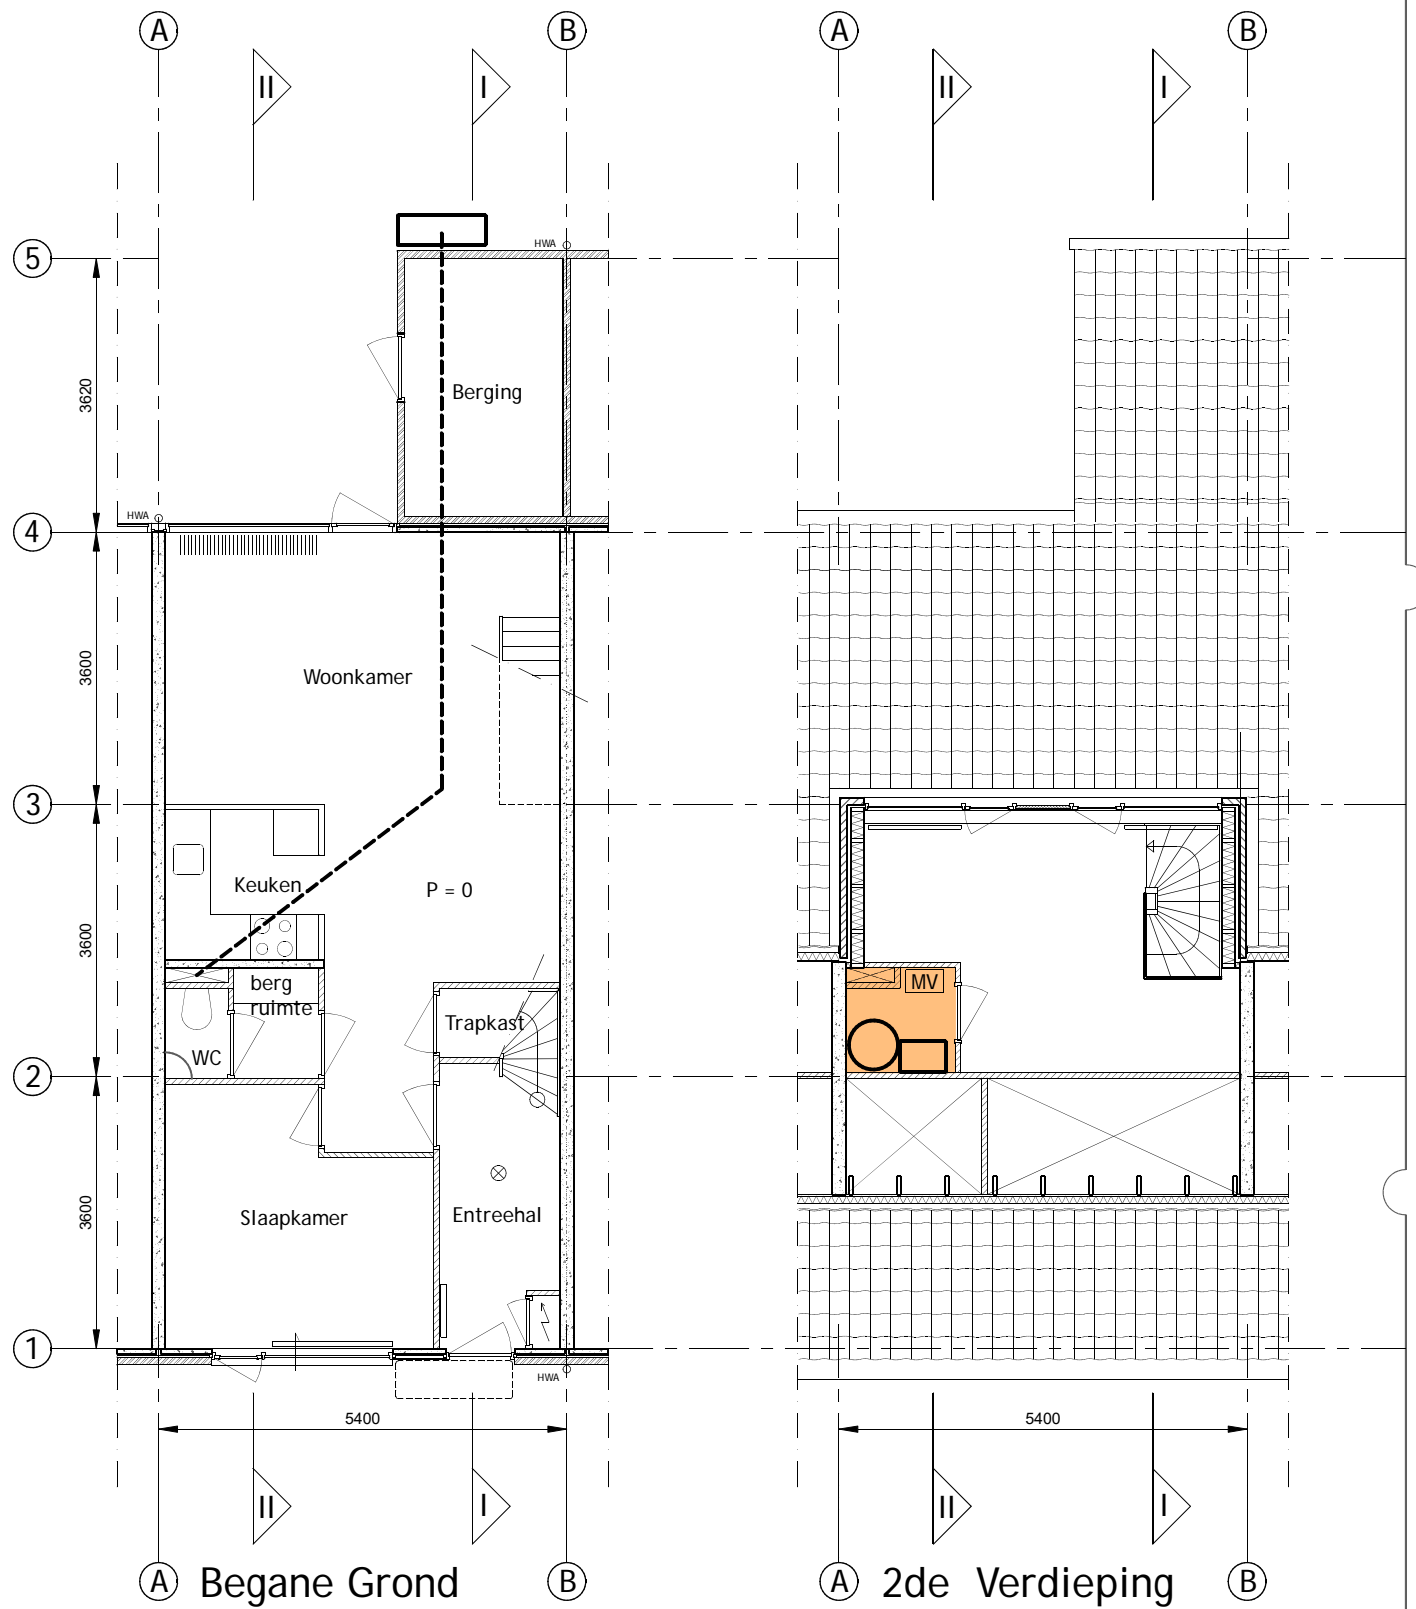 A B A B
II I II I
HWA
5
3620
Berging
HWA
4
3600
Woonkamer
3
3600
Keuken
P = 0
berg
ruimte
MV
Trapkast
WC
2
3600
Slaapkamer
Entreehal
1
HWA
5400 5400
II I II I
A Begane Grond B A 2de Verdieping B